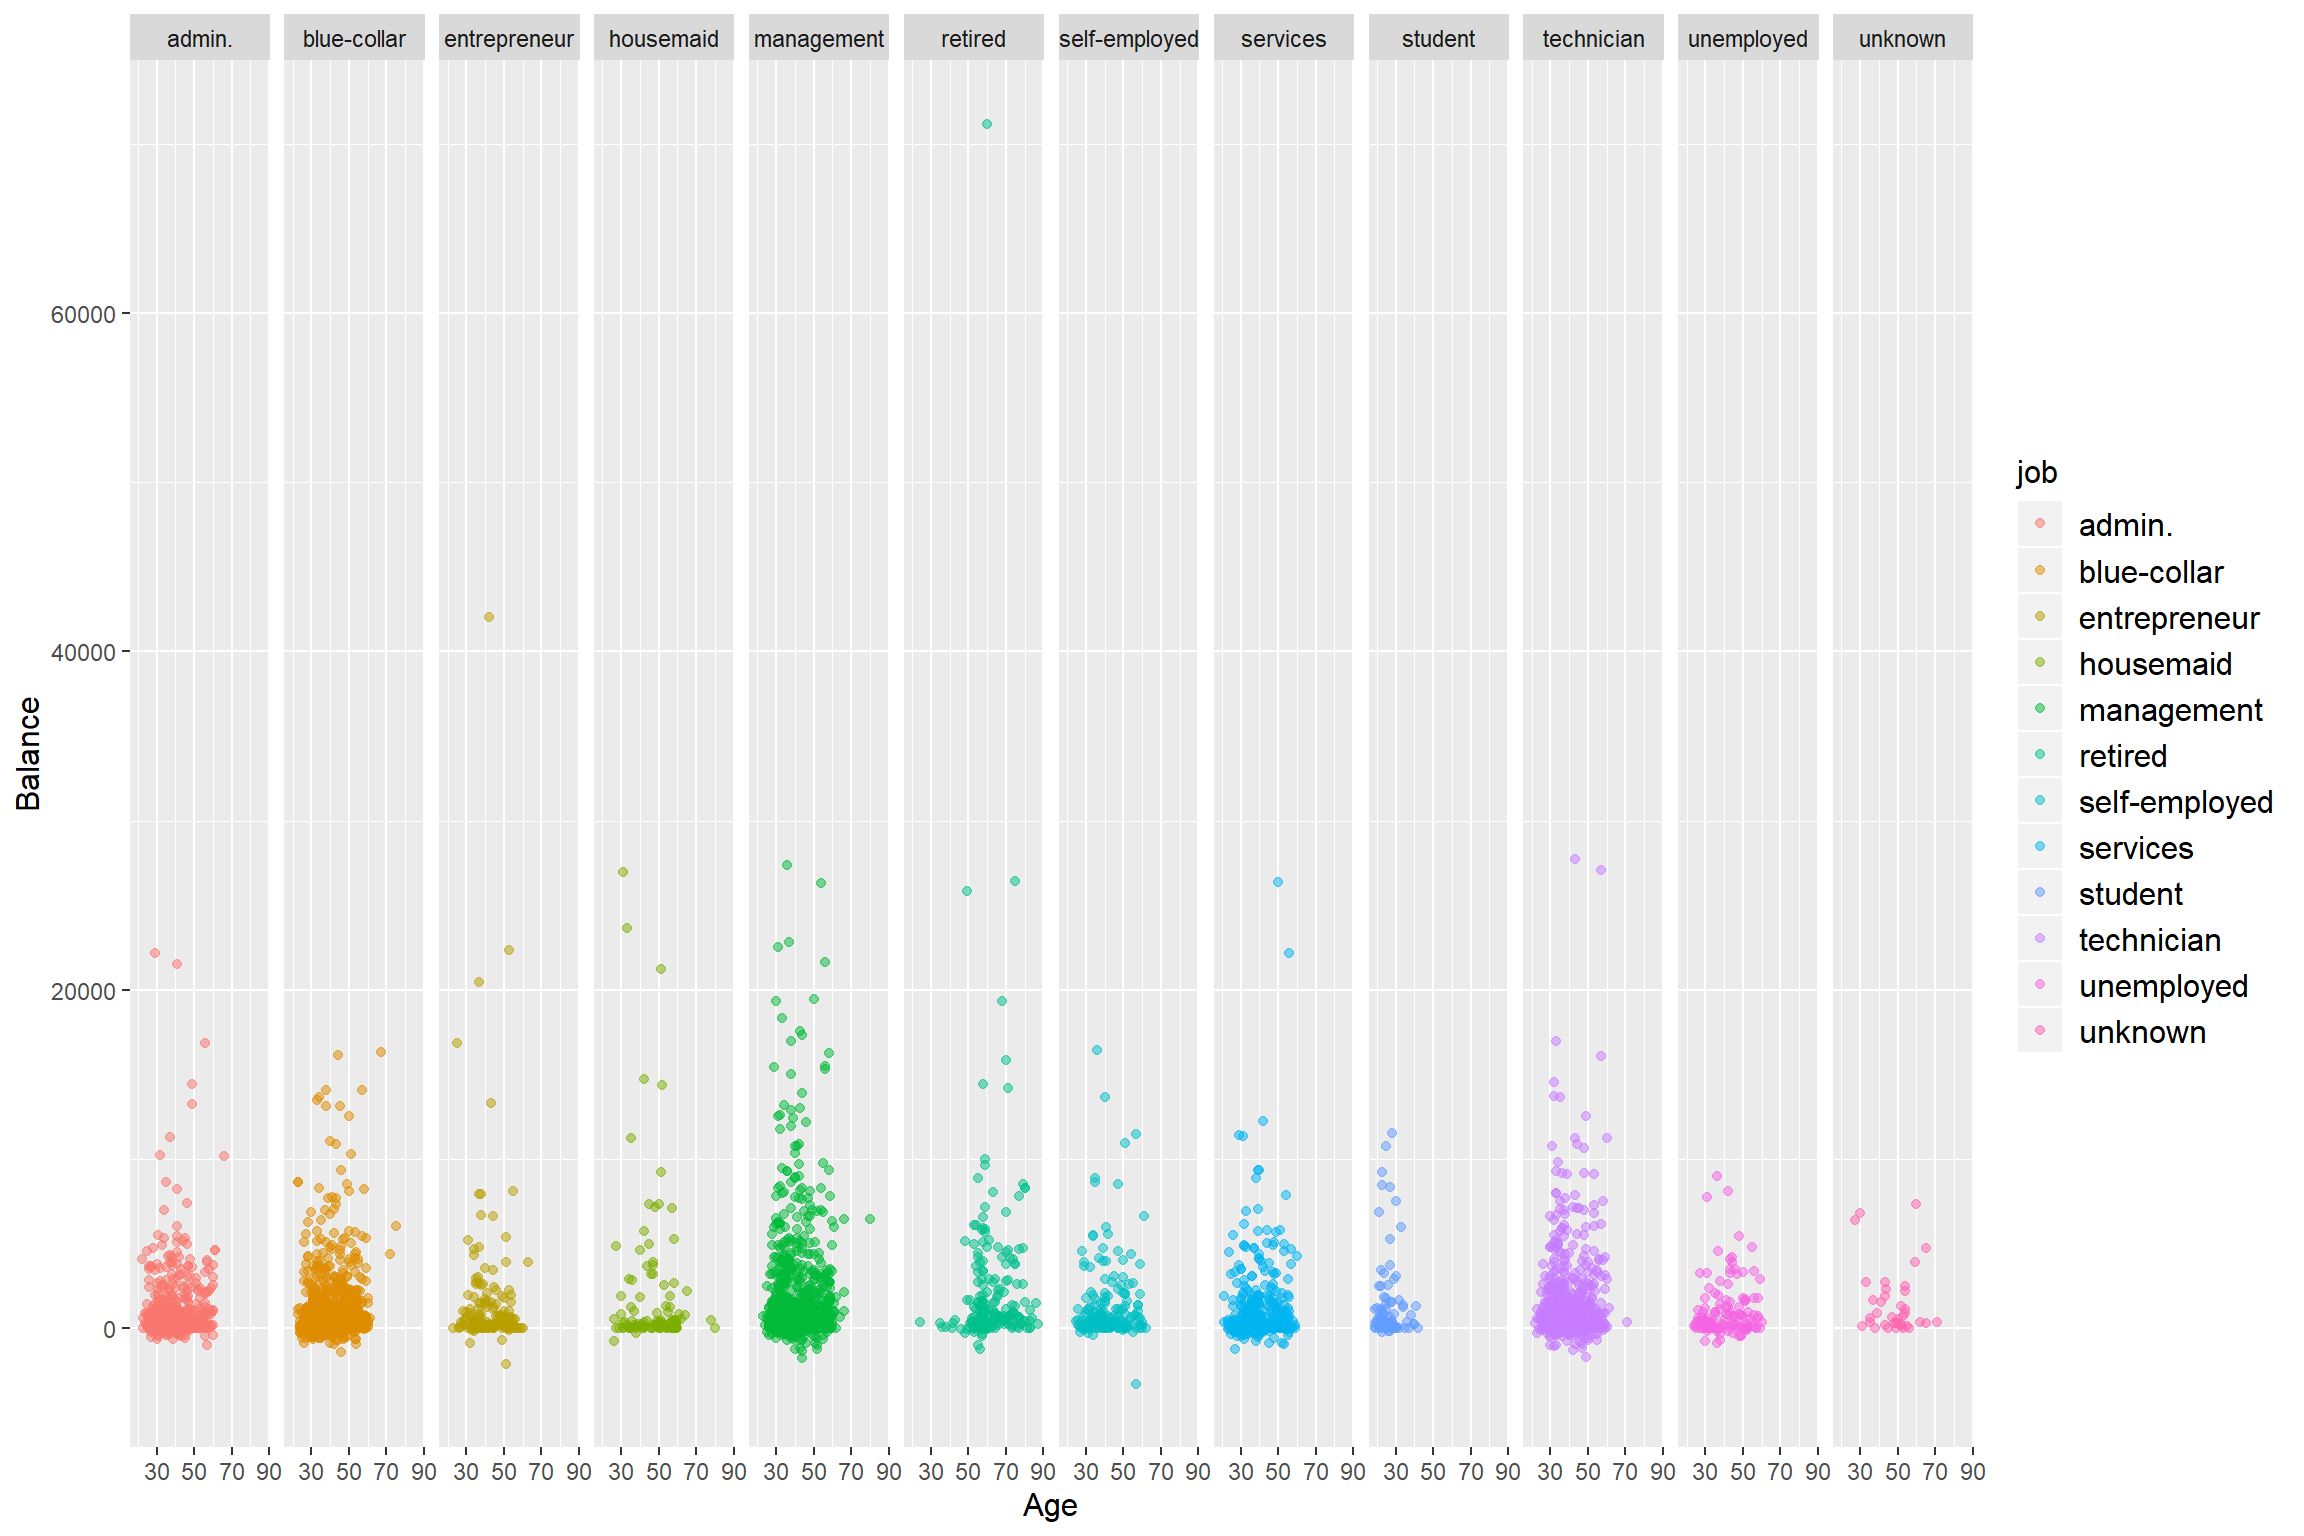 admin. blue-collar entrepreneur housemaid management retired self-employed services student technician unemployed unknown
60000
40000
20000
0
Balance
30 50 70 90 30 50 70 90 30 50 70 90 30 50 70 90 30 50 70 90 30 50 70 90 30 50 70 90 30 50 70 90 30 50 70 90 30 50 70 90 30 50 70 90 30 50 70 90
Age
job
admin.
blue-collar
entrepreneur
housemaid
management
retired
self-employed
services
student
technician
unemployed
unknown